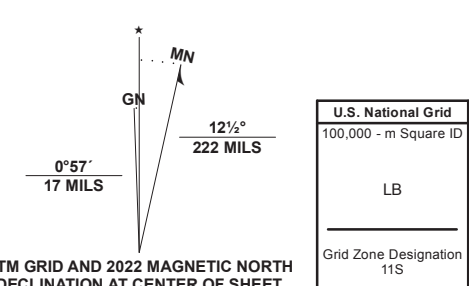 ★
MN
GN
12½°
222 MILS
0°57´
17 MILS
TM GRID AND 2022 MAGNETIC NORTH
DECLINATION AT CENTER OF SHEET
U.S. National Grid
100,000 - m Square ID
LB
Grid Zone Designation
11S